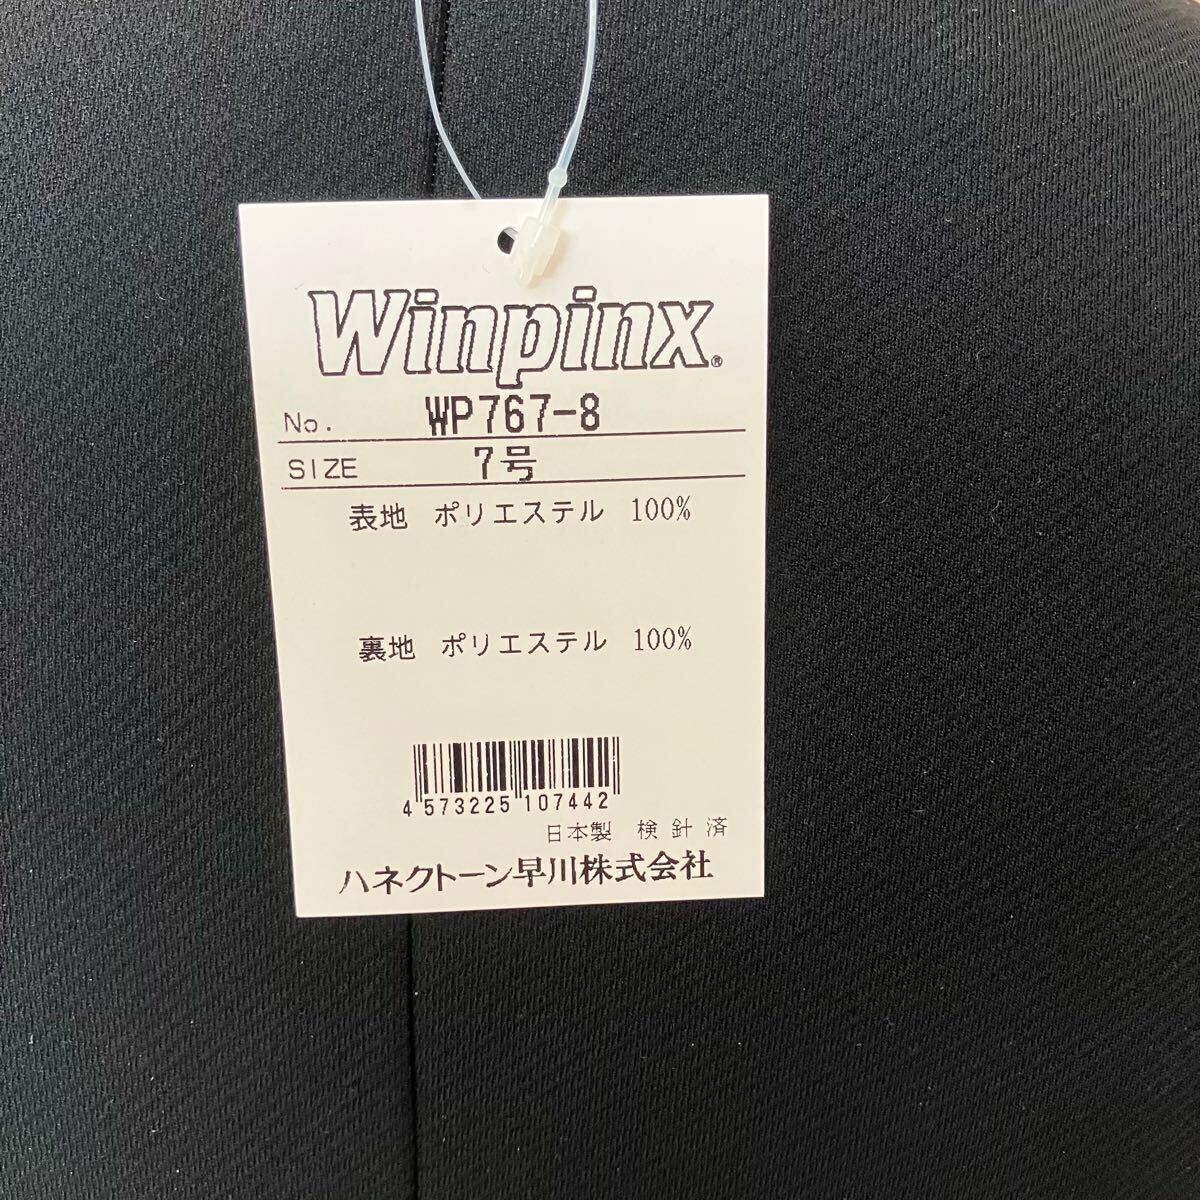 Winpinx®
No. WP767-8
SIZE 7号
表地 ポリエステル 100%
裏地 ポリエステル 100%
4 573225 107442
日本製 検針済
ハネクトーン早川株式会社